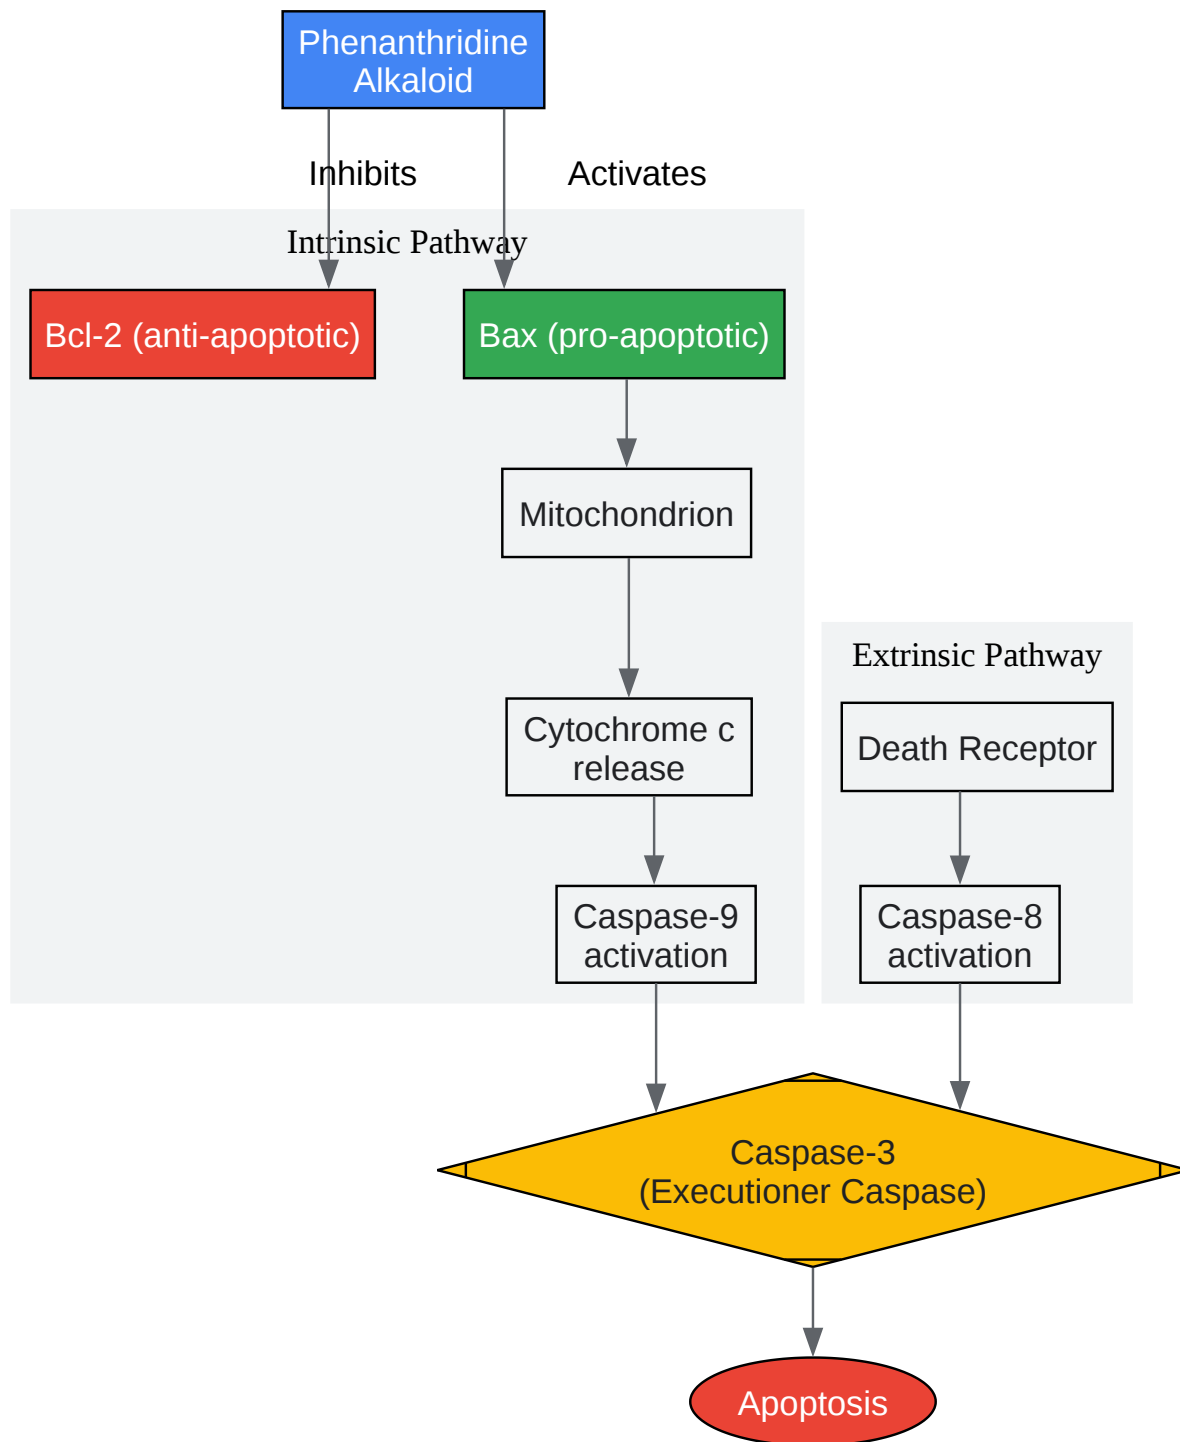 Phenanthridine
Alkaloid
Inhibits
Activates
Intrinsic Pathway
Bcl-2 (anti-apoptotic)
Bax (pro-apoptotic)
Mitochondrion
Extrinsic Pathway
Cytochrome c
release
Death Receptor
Caspase-9
activation
Caspase-8
activation
Caspase-3
(Executioner Caspase)
Apoptosis